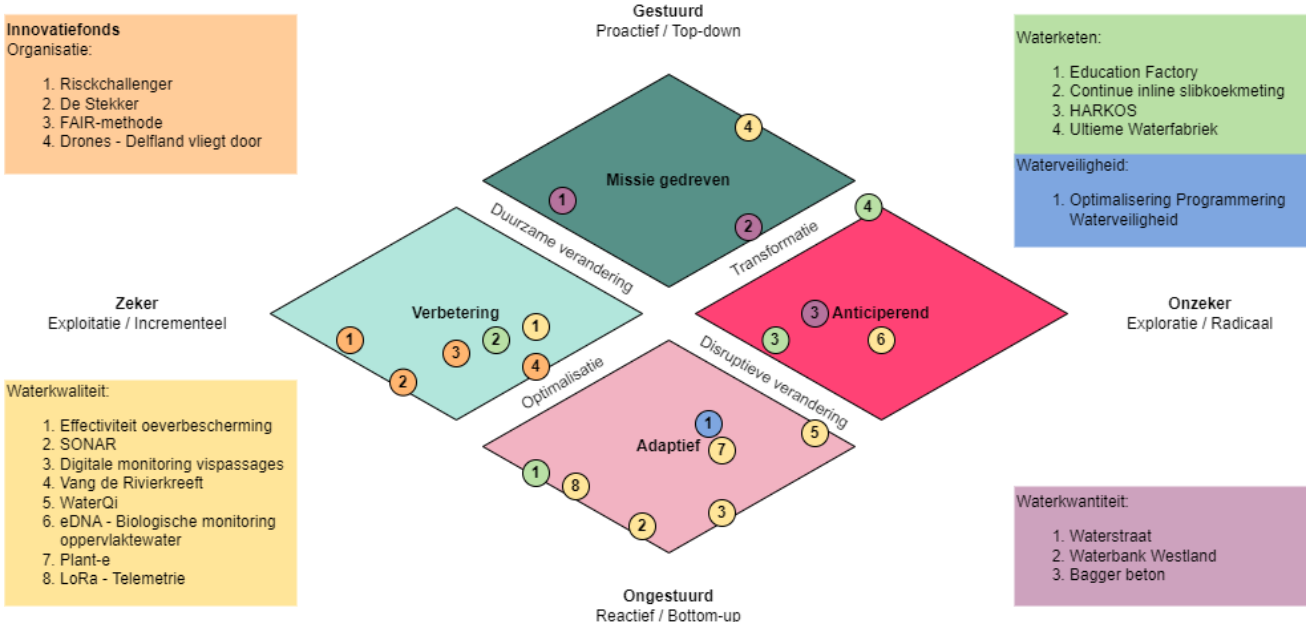 Gestuurd
Proactief / Top-down
Innovatiefonds
Organisatie:
1. Risckchallenger
2. De Stekker
3. FAIR-methode
4. Drones - Delfland vliegt door
Waterketen:
1. Education Factory
2. Continue inline slibkoekmeting
3. HARKOS
4. Ultieme Waterfabriek
Waterveiligheid:
1. Optimalisering Programmering
Waterveiligheid
4
Missie gedreven
1
2
4
Duurzame verandering
Transformatie
Zeker
Exploitatie / Incrementeel
Verbetering
1
2
3
1
2
4
3
Anticiperend
3
6
Onzeker
Exploratie / Radicaal
Optimalisatie
Disruptieve verandering
1
Adaptief
7
5
1
8
2
3
Waterkwaliteit:
1. Effectiviteit oeverbescherming
2. SONAR
3. Digitale monitoring vispassages
4. Vang de Rivierkreeft
5. WaterQi
6. eDNA - Biologische monitoring
oppervlaktewater
7. Plant-e
8. LoRa - Telemetrie
Waterkwantiteit:
1. Waterstraat
2. Waterbank Westland
3. Bagger beton
Ongestuurd
Reactief / Bottom-up